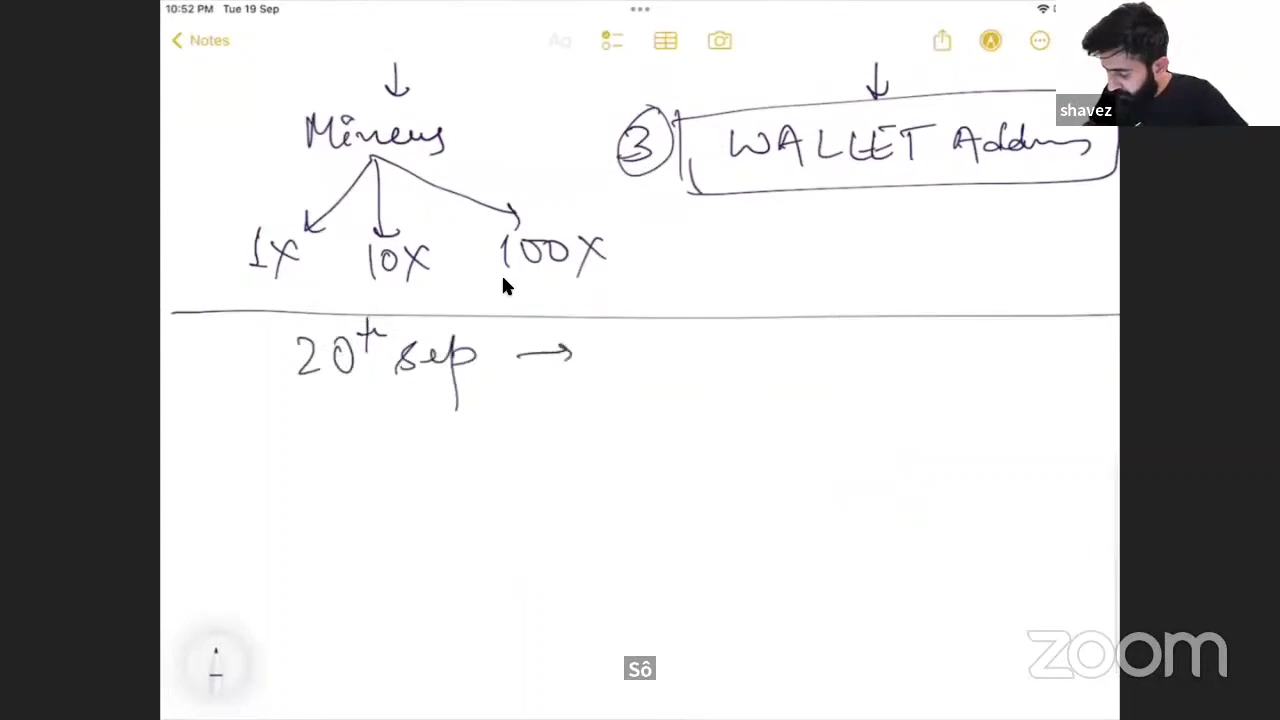 10:52 PM Tue 19 Sep
Notes
Aa
shavez
Miners
3 WALLET Address
1X 10X 100X
20th sep →
Sô
zoom